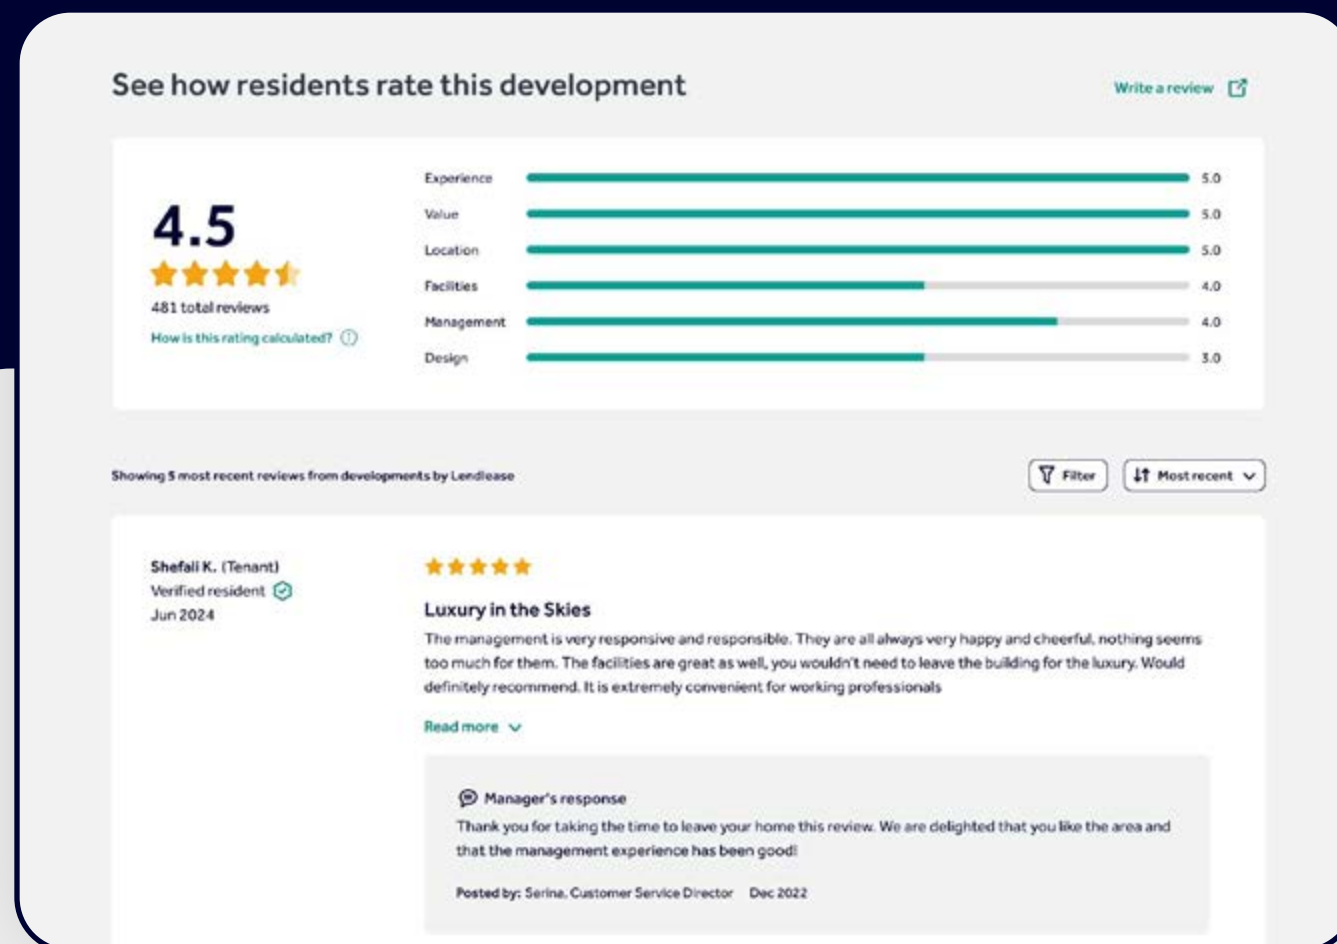 See how residents rate this development
Write a review
4.5
481 total reviews
How is this rating calculated?
Experience 5.0
Value 5.0
Location 5.0
Facilities 4.0
Management 4.0
Design 3.0
Showing 5 most recent reviews from developments by Lendlease
Filter
Most recent
Shefali K. (Tenant)
Verified resident
Jun 2024
Luxury in the Skies
The management is very responsive and responsible. They are all always very happy and cheerful, nothing seems
too much for them. The facilities are great as well, you wouldn't need to leave the building for the luxury. Would
definitely recommend. It is extremely convenient for working professionals
Read more
Manager's response
Thank you for taking the time to leave your home this review. We are delighted that you like the area and
that the management experience has been good!
Posted by: Serina, Customer Service Director Dec 2022